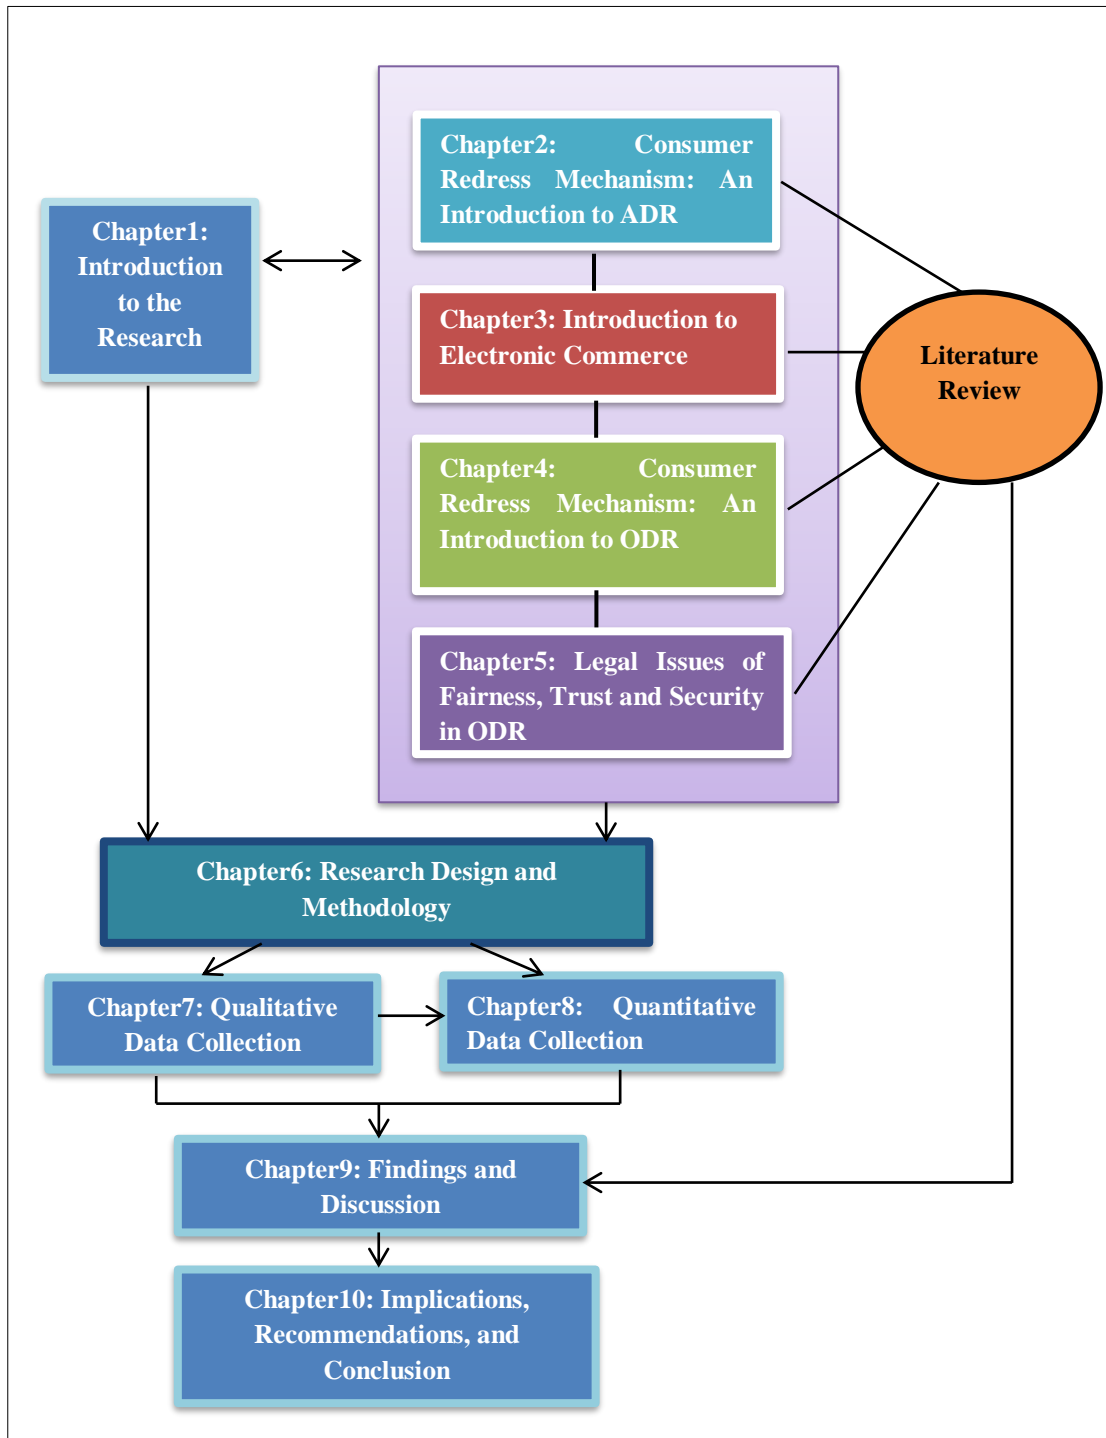 Chapter2: Consumer
Redress Mechanism: An
Introduction to ADR
Chapter1:
Introduction
to the
Research
Chapter3: Introduction to
Electronic Commerce
Literature
Review
Chapter4: Consumer
Redress Mechanism: An
Introduction to ODR
Chapter5: Legal Issues of
Fairness, Trust and Security
in ODR
Chapter6: Research Design and
Methodology
Chapter7: Qualitative
Data Collection
Chapter8: Quantitative
Data Collection
Chapter9: Findings and
Discussion
Chapter10: Implications,
Recommendations, and
Conclusion